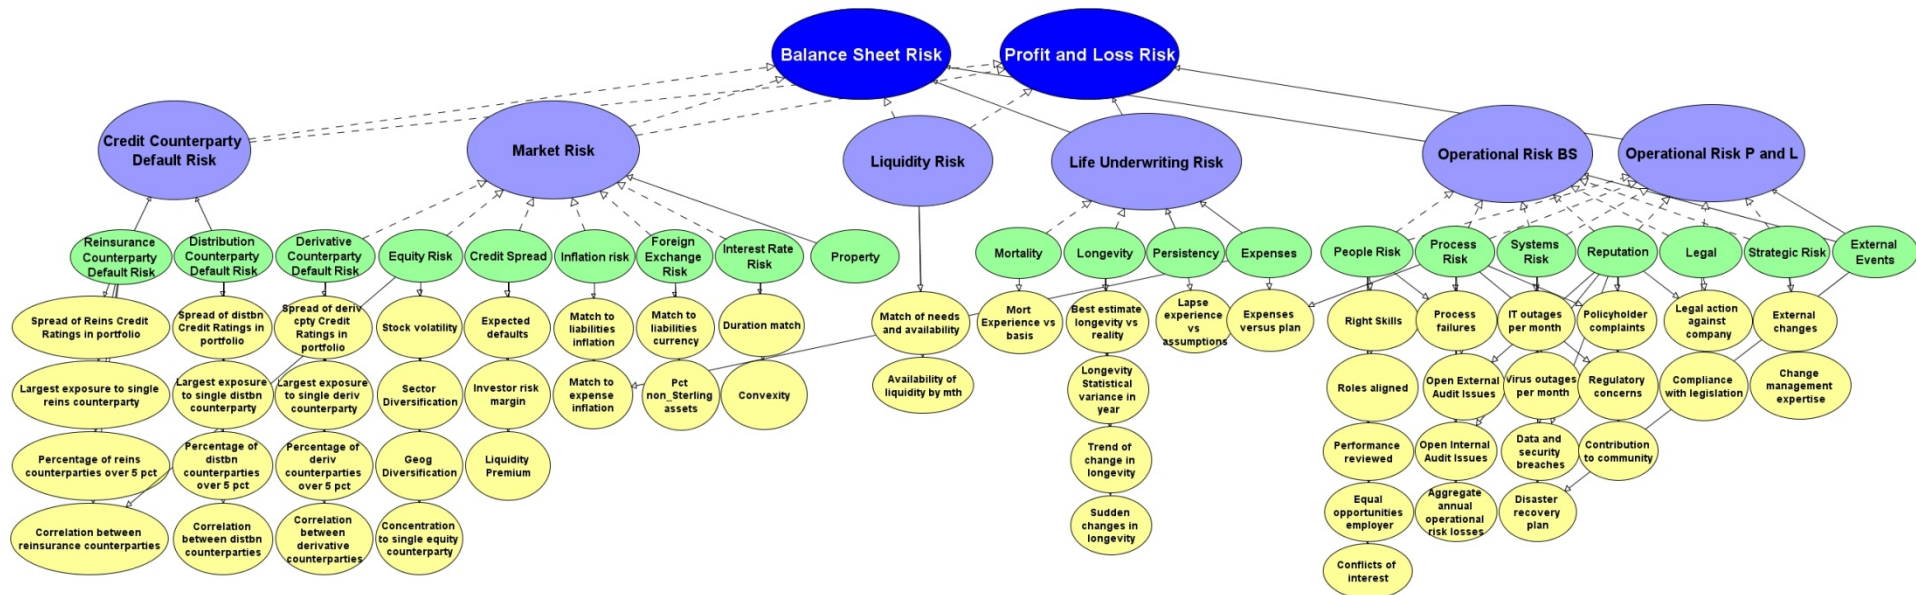 Balance Sheet Risk
Profit and Loss Risk
Credit Counterparty
Default Risk
Market Risk
Liquidity Risk
Life Underwriting Risk
Operational Risk BS
Operational Risk P and L
Reinsurance
Counterparty
Default Risk
Distribution
Counterparty
Default Risk
Derivative
Counterparty
Default Risk
Equity Risk
Credit Spread
Inflation risk
Foreign
Exchange
Risk
Interest Rate
Risk
Property
Mortality
Longevity
Persistency
Expenses
People Risk
Process
Risk
Systems
Risk
Reputation
Legal
Strategic Risk
External
Events
Spread of Reins Credit
Ratings in portfolio
Spread of distbn
Credit Ratings in
portfolio
Spread of deriv
cpty Credit
Ratings in
portfolio
Stock volatility
Expected
defaults
Match to
liabilities
inflation
Match to
liabilities
currency
Duration match
Match of needs
and availability
Mort
Experience vs
basis
Best estimate
longevity vs
reality
Lapse
experience
vs
assumptions
Expenses
versus plan
Right Skills
Process
failures
IT outages
per month
Policyholder
complaints
Legal action
against
company
External
changes
Largest exposure to single
reins counterparty
Largest exposure
to single distbn
counterparty
Largest exposure
to single deriv
counterparty
Sector
Diversification
Investor risk
margin
Match to
expense
inflation
Pct
non_Sterling
assets
Convexity
Availability of
liquidity by mth
Longevity
Statistical
variance in
year
Roles aligned
Open External
Audit Issues
Virus outages
per month
Regulatory
concerns
Compliance
with legislation
Change
management
expertise
Percentage of reins
counterparties over 5 pct
Percentage of
distbn
counterparties
over 5 pct
Percentage of
deriv
counterparties
over 5 pct
Geog
Diversification
Liquidity
Premium
Trend of
change in
longevity
Performance
reviewed
Open Internal
Audit Issues
Data and
security
breaches
Contribution
to community
Correlation between
reinsurance counterparties
Correlation
between distbn
counterparties
Correlation
between
derivative
counterparties
Concentration
to single equity
counterparty
Sudden
changes in
longevity
Equal
opportunities
employer
Aggregate
annual
operational
risk losses
Disaster
recovery
plan
Conflicts of
interest